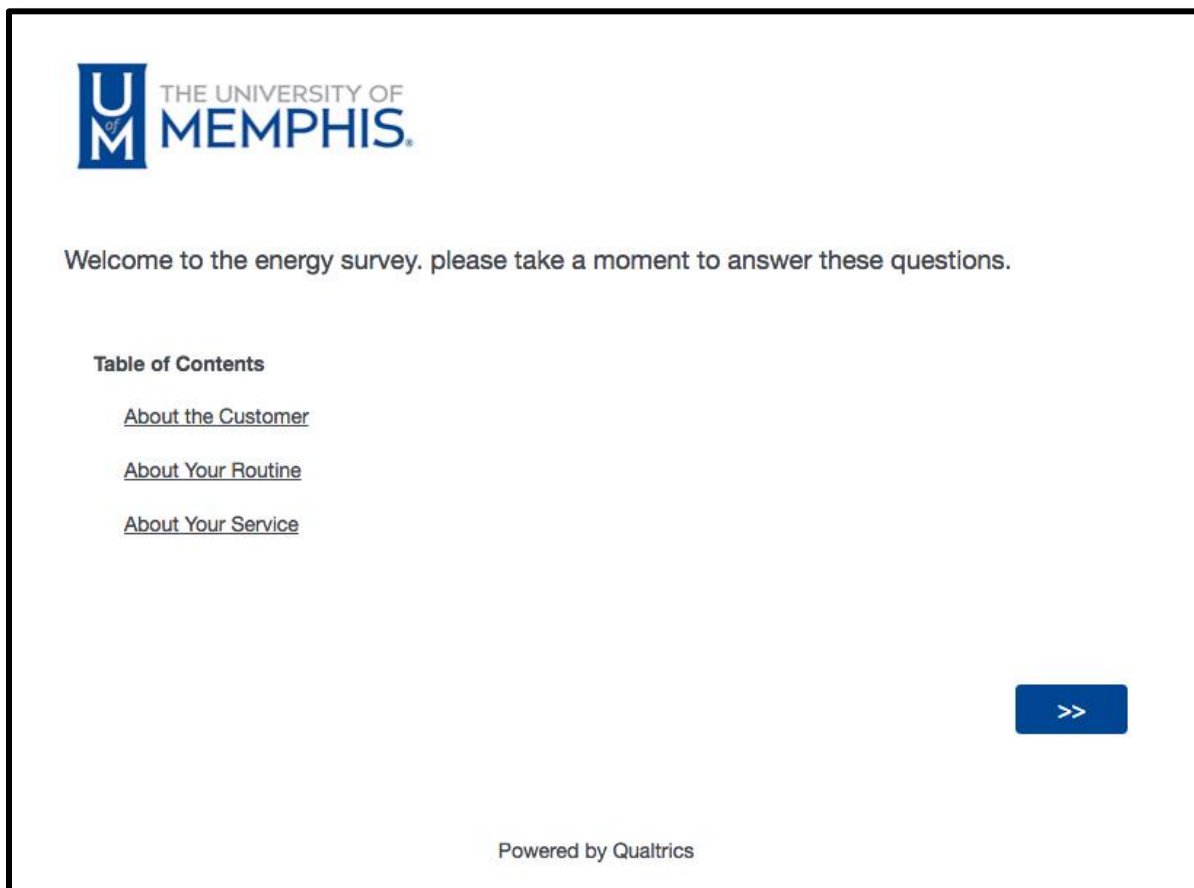 U
of
M
THE UNIVERSITY OF
MEMPHIS®
Welcome to the energy survey. please take a moment to answer these questions.
Table of Contents
About the Customer
About Your Routine
About Your Service
>>
Powered by Qualtrics